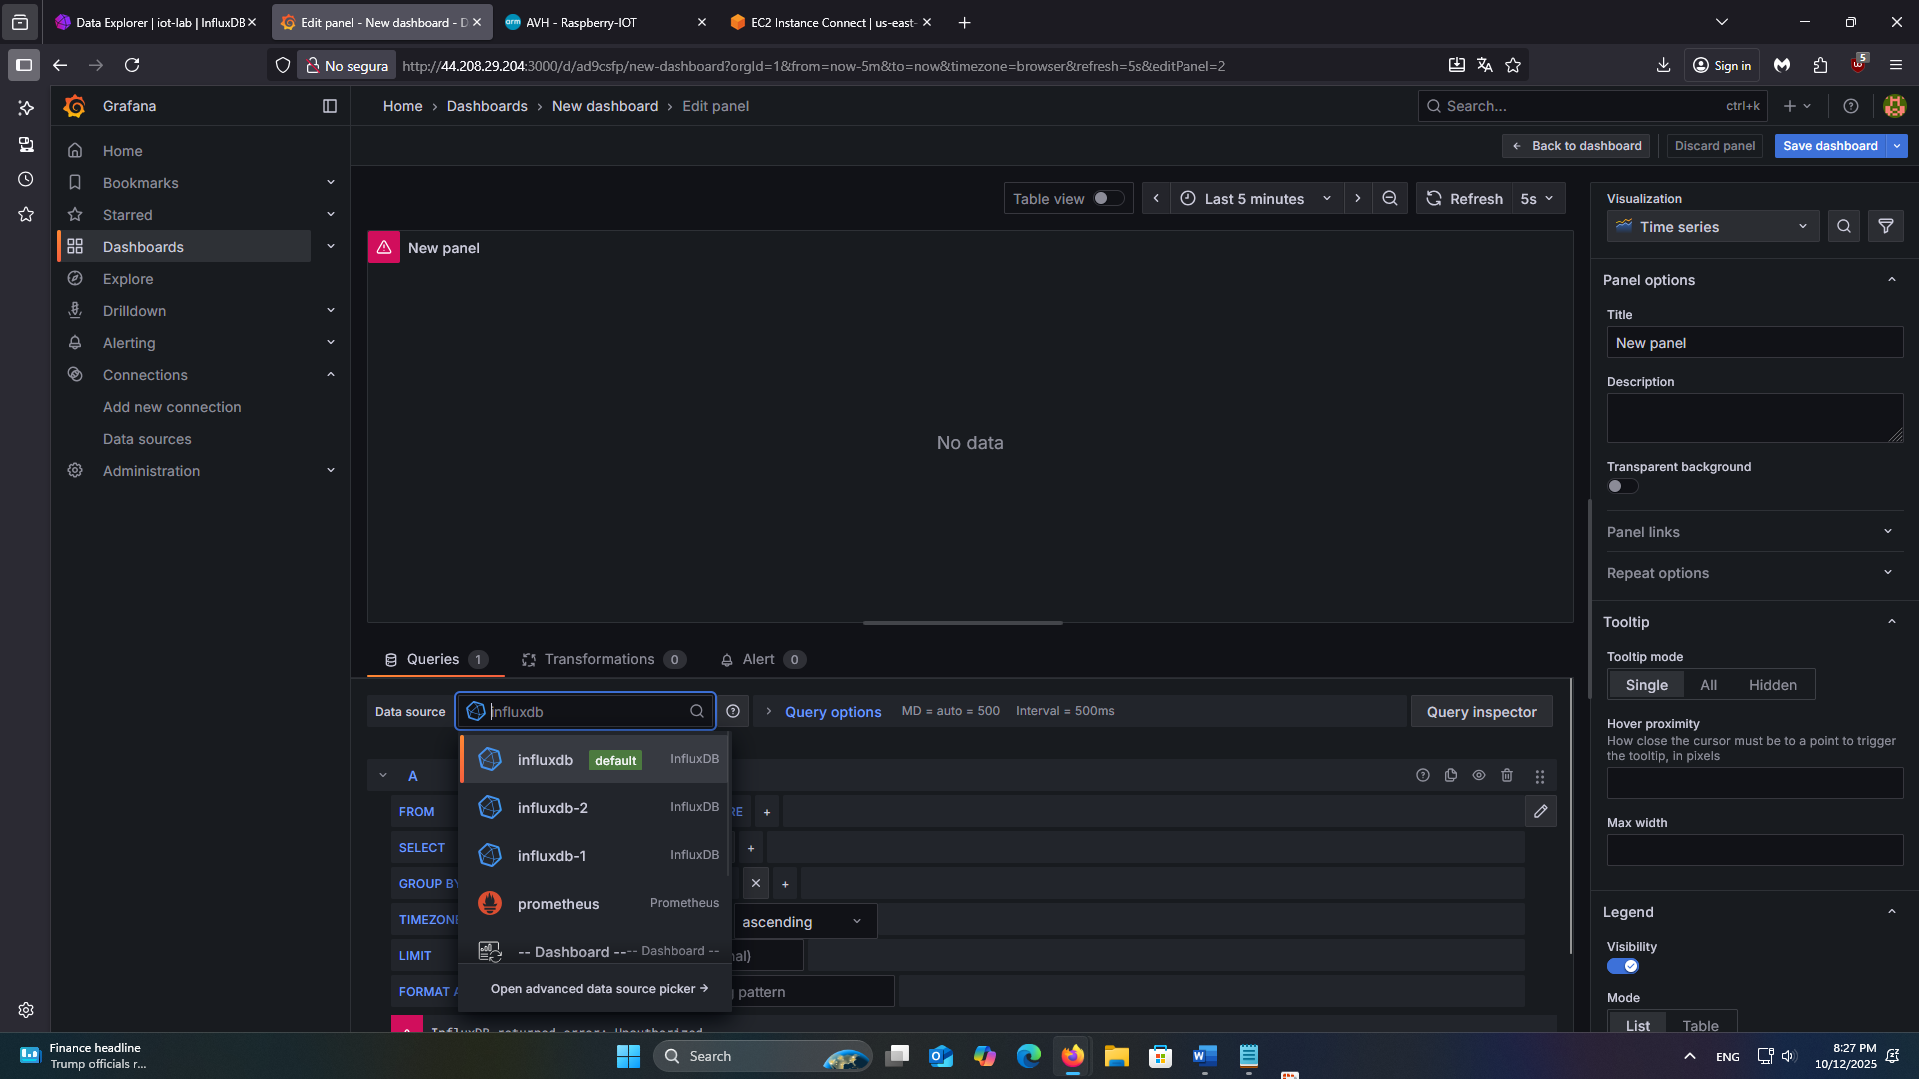 Data Explorer | iot-lab | InfluxDB
Edit panel - New dashboard - D
arm AVH - Raspberry-IOT
EC2 Instance Connect | us-east-
No segura
http://44.208.29.204:3000/d/ad9csfp/new-dashboard?orgId=1&from=now-5m&to=now&timezone=browser&refresh=5s&editPanel=2
Sign in
5
Grafana
Home › Dashboards › New dashboard › Edit panel
Search... ctrl+k
Back to dashboard
Discard panel
Save dashboard
Home
Bookmarks
Starred
Dashboards
Explore
Drilldown
Alerting
Connections
Add new connection
Data sources
Administration
Table view
Last 5 minutes
Refresh
5s
New panel
No data
Queries 1
Transformations 0
Alert 0
Data source
influxdb
Query options
MD = auto = 500
Interval = 500ms
Query inspector
influxdb default InfluxDB
influxdb-2 InfluxDB
influxdb-1 InfluxDB
prometheus Prometheus
-- Dashboard -- -- Dashboard --
Open advanced data source picker
A
FROM
RE +
SELECT
+
GROUP BY
× +
TIMEZONE
ascending
LIMIT
nal)
FORMAT A
pattern
InfluxDB returned error: Unauthorized
Visualization
Time series
Panel options
Title
New panel
Description
Transparent background
Panel links
Repeat options
Tooltip
Tooltip mode
Single All Hidden
Hover proximity
How close the cursor must be to a point to trigger
the tooltip, in pixels
Max width
Legend
Visibility
Mode
List Table
Finance headline
Trump officials r...
Search
ENG
8:27 PM
10/12/2025